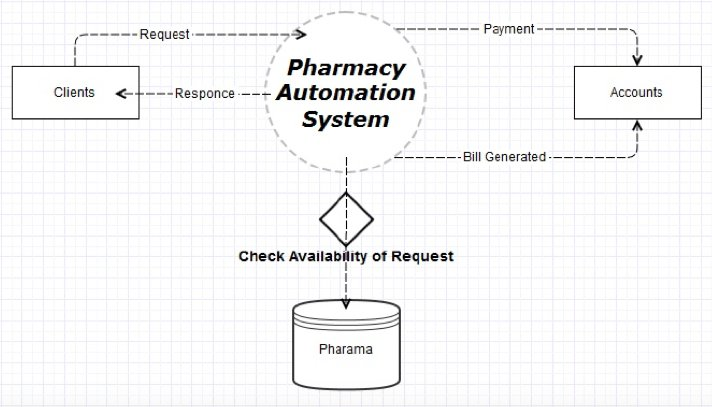 Request
Payment
Pharmacy
Automation
System
Clients
Responce
Accounts
Bill Generated
Check Availability of Request
Pharama